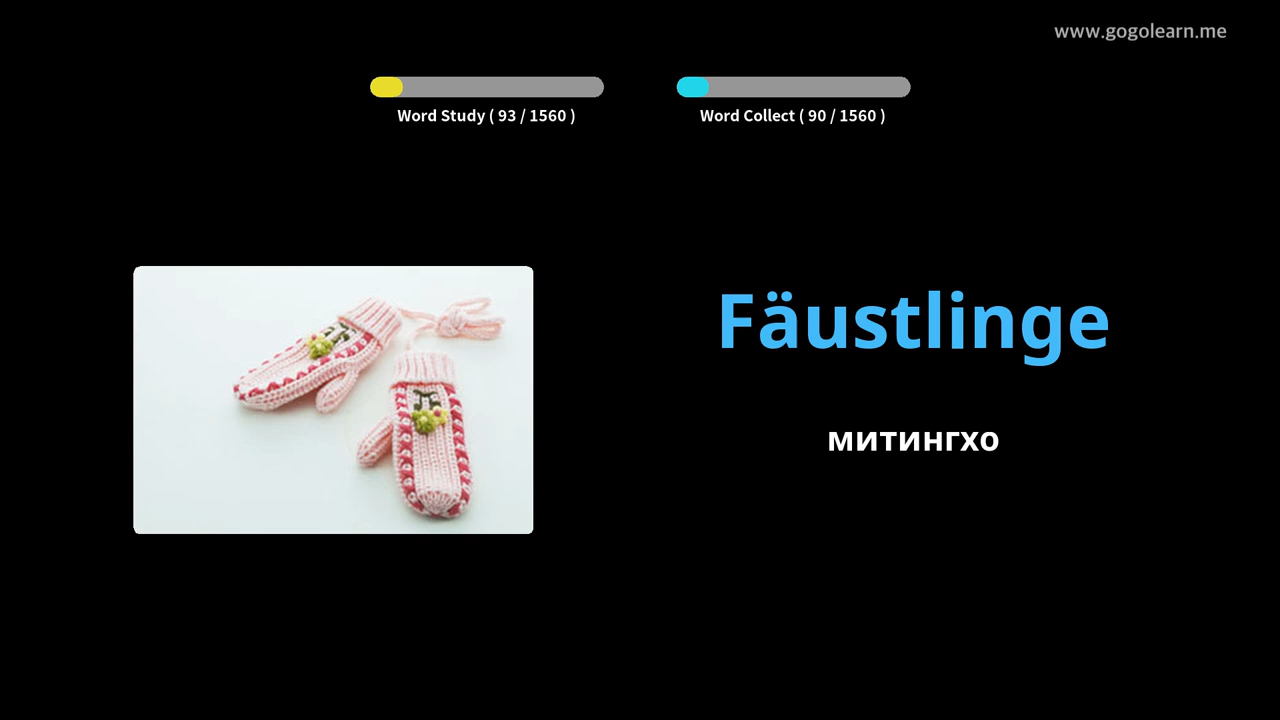 www.gogolearn.me
Word Study ( 93 / 1560 )
Word Collect ( 90 / 1560 )
Fäustlinge
митингхо